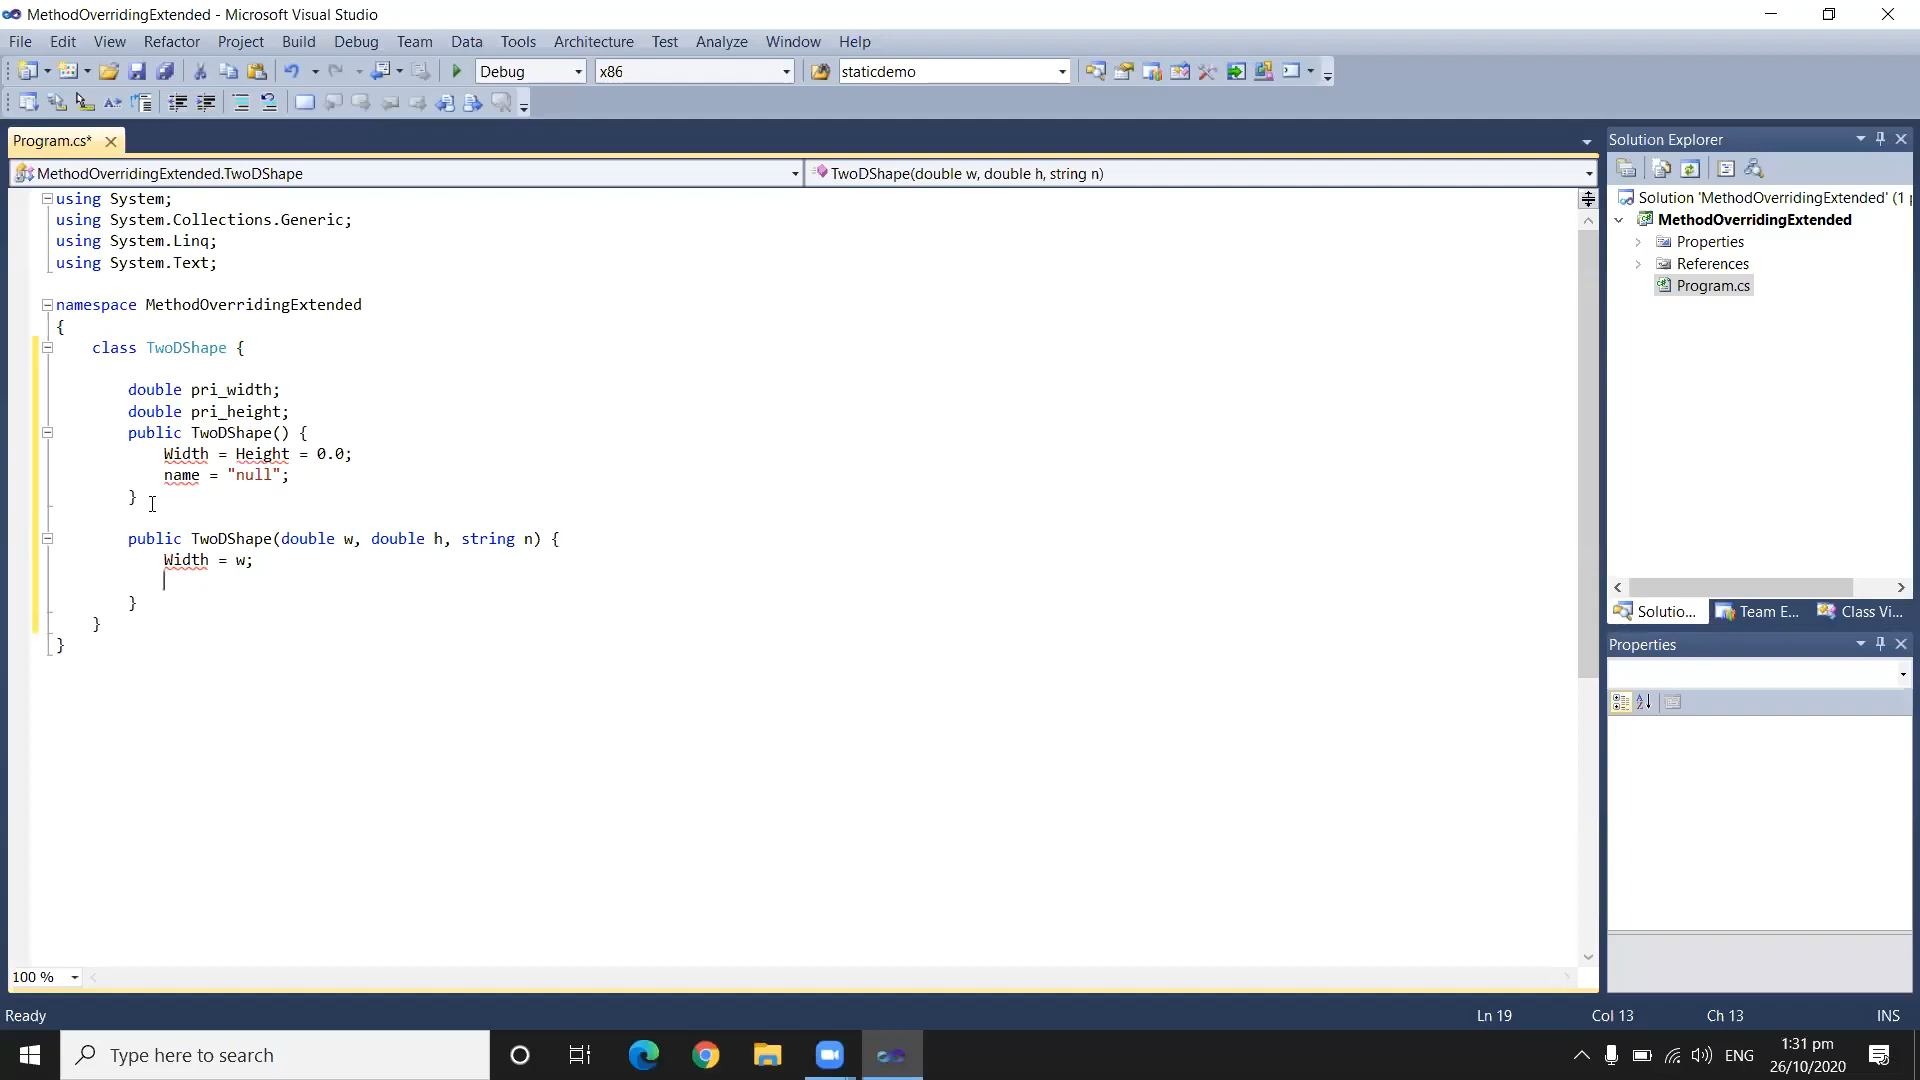 MethodOverridingExtended - Microsoft Visual Studio
File Edit View Refactor Project Build Debug Team Data Tools Architecture Test Analyze Window Help
Debug x86 staticdemo
Program.cs*
MethodOverridingExtended.TwoDShape TwoDShape(double w, double h, string n)
using System;
using System.Collections.Generic;
using System.Linq;
using System.Text;
namespace MethodOverridingExtended
{
class TwoDShape {
double pri_width;
double pri_height;
public TwoDShape() {
Width = Height = 0.0;
name = "null";
}
public TwoDShape(double w, double h, string n) {
Width = w;
}
}
}
100 %
Solution Explorer
Solution 'MethodOverridingExtended' (1 p
MethodOverridingExtended
Properties
References
Program.cs
Solutio... Team E... Class Vi...
Properties
Ready Ln 19 Col 13 Ch 13 INS
Type here to search
ENG
1:31 pm
26/10/2020